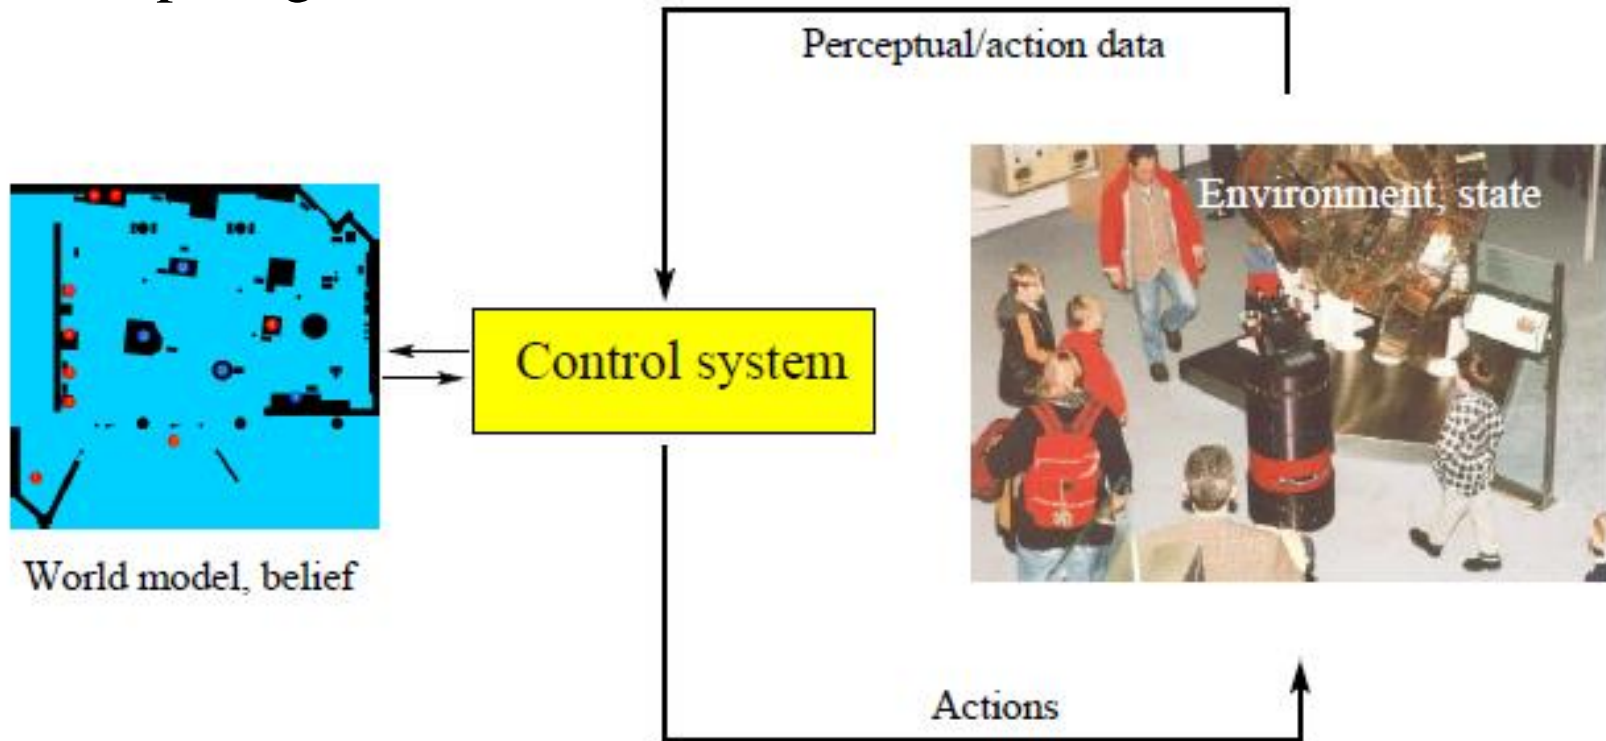 Perceptual/action data
Environment, state
Control system
World model, belief
Actions